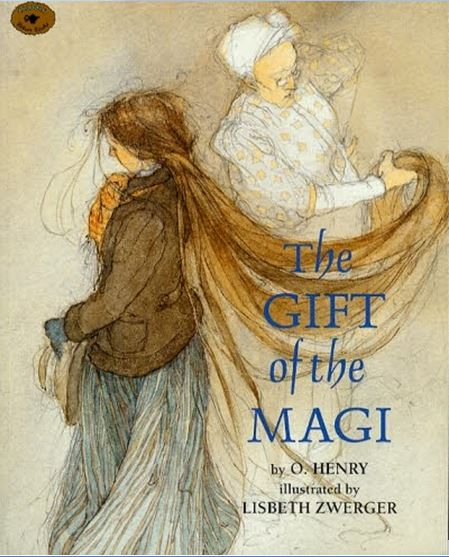 The
GIFT
of the
MAGI
by O. HENRY
illustrated by
LISBETH ZWERGER